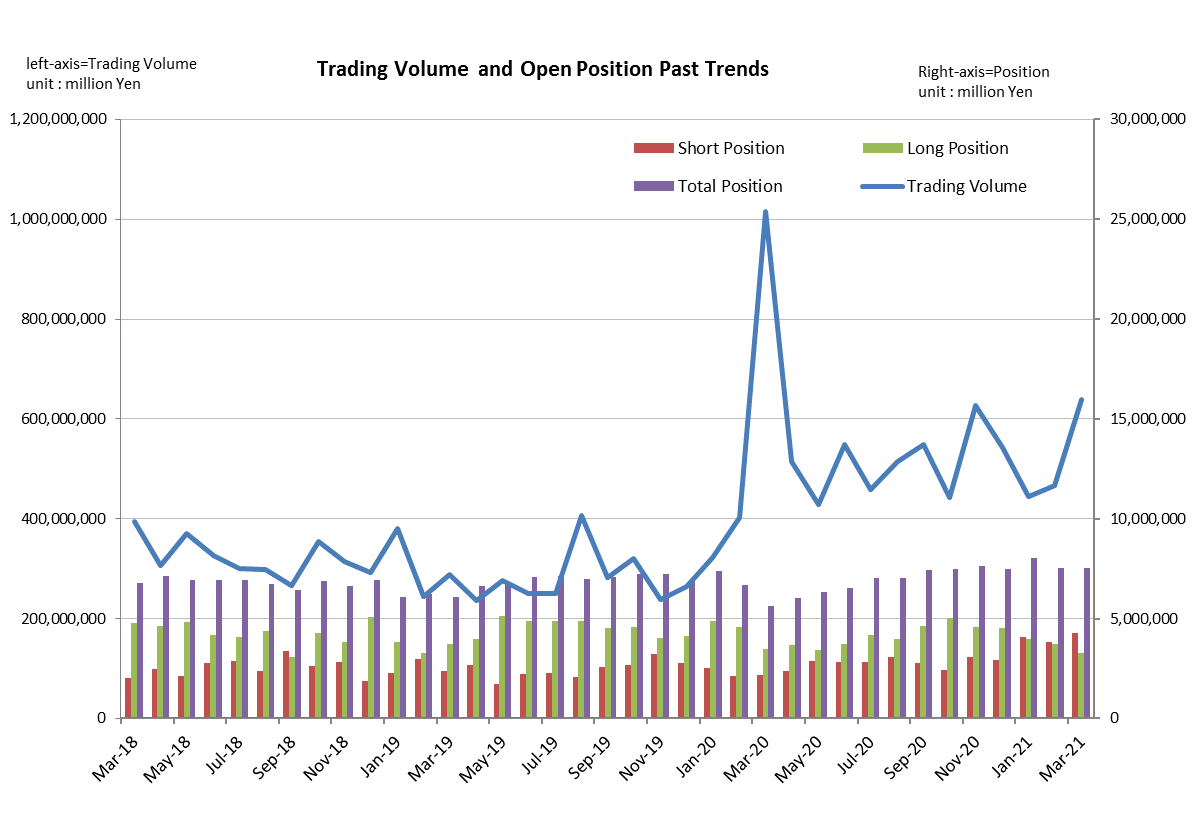 left-axis=Trading Volume
unit : million Yen
Trading Volume and Open Position Past Trends
Right-axis=Position
unit : million Yen
1,200,000,000
30,000,000
Short Position
Long Position
Total Position
Trading Volume
1,000,000,000
25,000,000
800,000,000
20,000,000
600,000,000
15,000,000
400,000,000
10,000,000
200,000,000
5,000,000
0
0
Mar-18
May-18
Jul-18
Sep-18
Nov-18
Jan-19
Mar-19
May-19
Jul-19
Sep-19
Nov-19
Jan-20
Mar-20
May-20
Jul-20
Sep-20
Nov-20
Jan-21
Mar-21